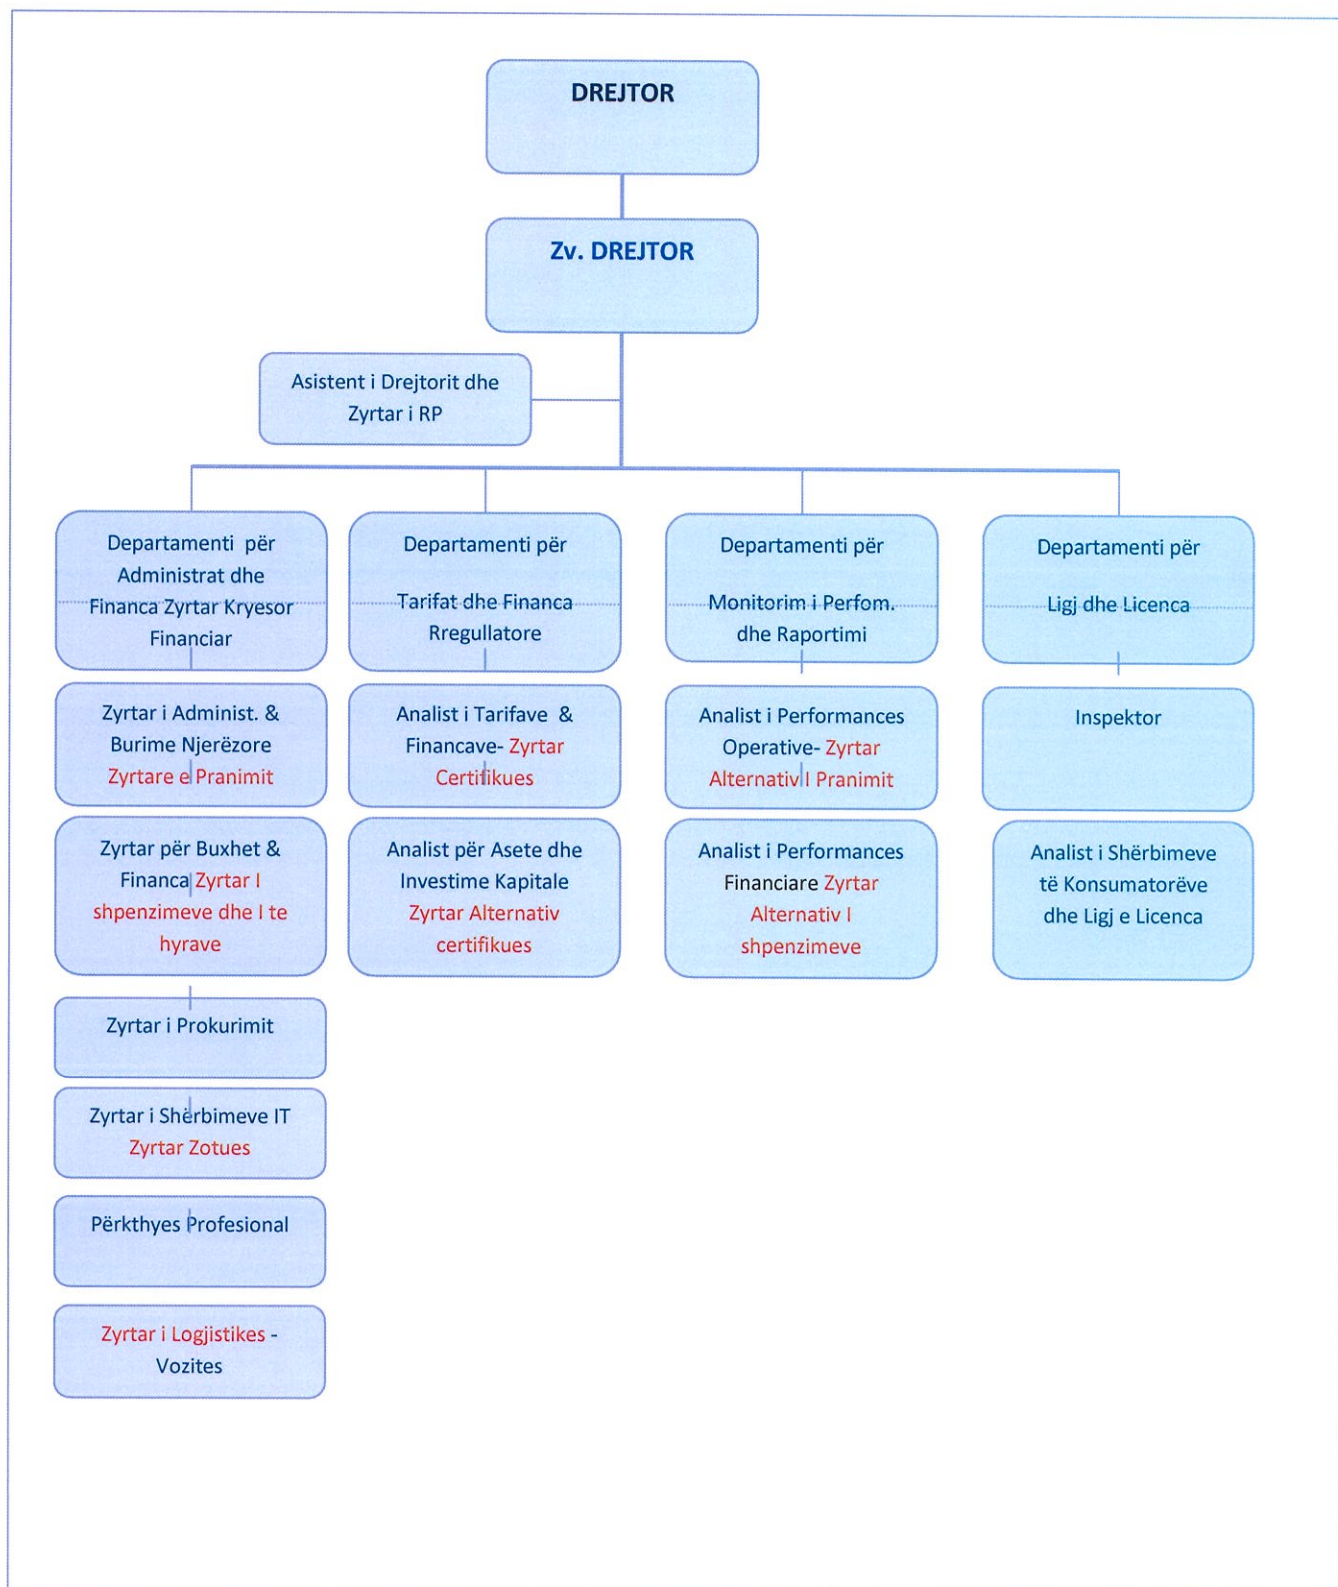 DREJTOR
Zv. DREJTOR
Asistent i Drejtorit dhe
Zyrtar i RP
Departamenti për
Administrat dhe
Financa Zyrtar Kryesor
Financiar
Zyrtar i Administ. &
Burime Njerëzore
Zyrtare e Pranimit
Zyrtar për Buxhet &
Financa Zyrtar I
shpenzimeve dhe I te
hyrave
Zyrtar i Prokurimit
Zyrtar i Shërbimeve IT
Zyrtar Zotues
Përkthyes Profesional
Zyrtar i Logjistikes -
Vozites
Departamenti për
Tarifat dhe Financa
Rregullatore
Analist i Tarifave &
Financave- Zyrtar
Certifikues
Analist për Asete dhe
Investime Kapitale
Zyrtar Alternativ
certifikues
Departamenti për
Monitorim i Perfom.
dhe Raportimi
Analist i Performances
Operative- Zyrtar
Alternativ I Pranimit
Analist i Performances
Financiare Zyrtar
Alternativ I
shpenzimeve
Departamenti për
Ligj dhe Licenca
Inspektor
Analist i Shërbimeve
të Konsumatorëve
dhe Ligj e Licenca